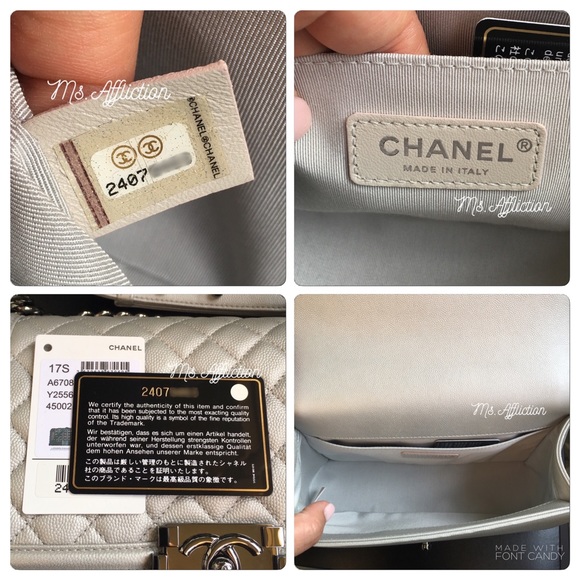 Ms. Affliction
®CHANEL®CHANEL
2407
CHANEL®
MADE IN ITALY
Ms. Affliction
CHANEL
17S
A6708
Y2556
45002
24
Ms. Affliction
2407
We certify the authenticity of this item and confirm
that it has been subjected to the most exacting quality
control. Its high quality is a symbol of the fine reputation
of the Trademark.
Wir bestätigen, dass es sich um einen Artikel handelt,
der während seiner Herstellung strengsten Kontrollen
unterworfen war, und dessen erstklassige Qualität
dem hohen Ansehen unserer Marke entspricht.
この製品は厳しい管理のもとに製造されたシャネル
社の商品であることを証明いたします。
このブランド・マークは最高級品質の象徴です。
Ms. Affliction
MADE WITH
FONT CANDY